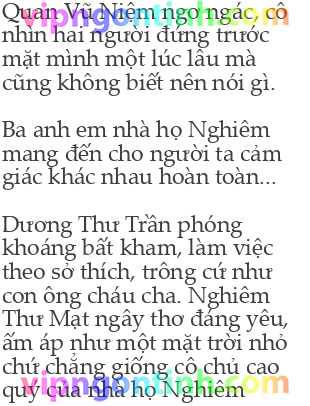 Quan Vũ Niệm ngơ ngác, cô
nhìn hai người đứng trước
mặt mình một lúc lâu mà
cũng không biết nên nói gì.
Ba anh em nhà họ Nghiêm
mang đến cho người ta cảm
giác khác nhau hoàn toàn...
Dương Thư Trần phóng
khoáng bất kham, làm việc
theo sở thích, trông cứ như
con ông cháu cha. Nghiêm
Thư Mạt ngây thơ đáng yêu,
ấm áp như một mặt trời nhỏ
chứ chẳng giống cô chủ cao
quý của nhà họ Nghiêm
vipngontinh.com
vipngontinh.com